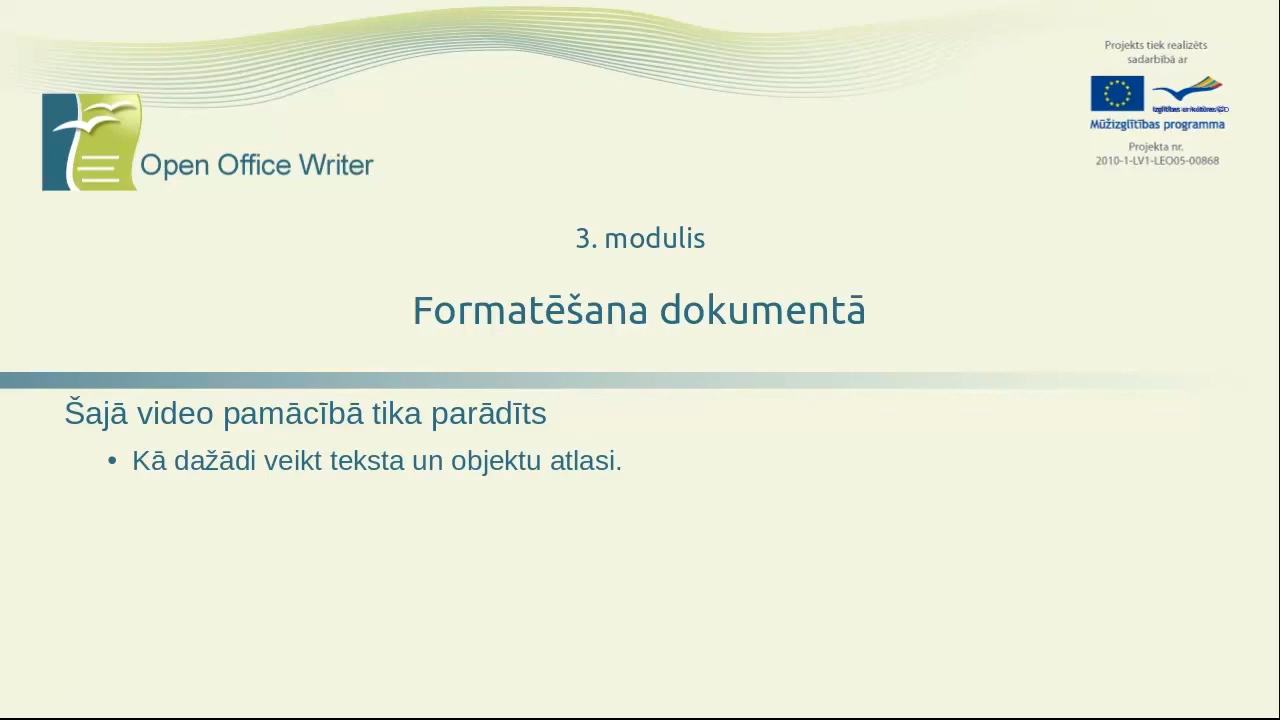 Projekts tiek realizēts
sadarbībā ar
Mūžizglītības programma
Projekta nr.
2010-1-LV1-LEO05-00868
Open Office Writer
3. modulis
Formatēšana dokumentā
Šajā video pamācībā tika parādīts
• Kā dažādi veikt teksta un objektu atlasi.